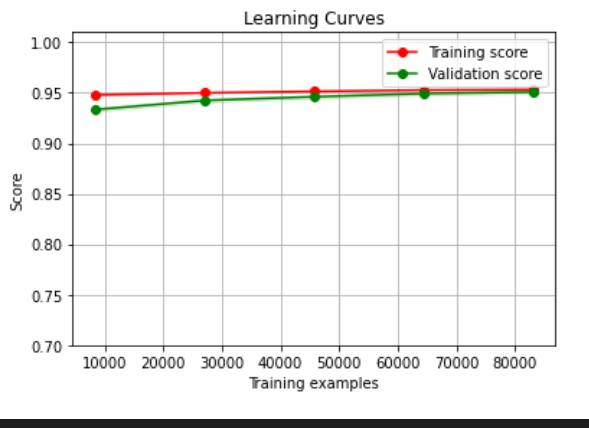 Learning Curves
1.00
0.95
0.90
0.85
0.80
0.75
0.70
Score
Training score
Validation score
10000 20000 30000 40000 50000 60000 70000 80000
Training examples